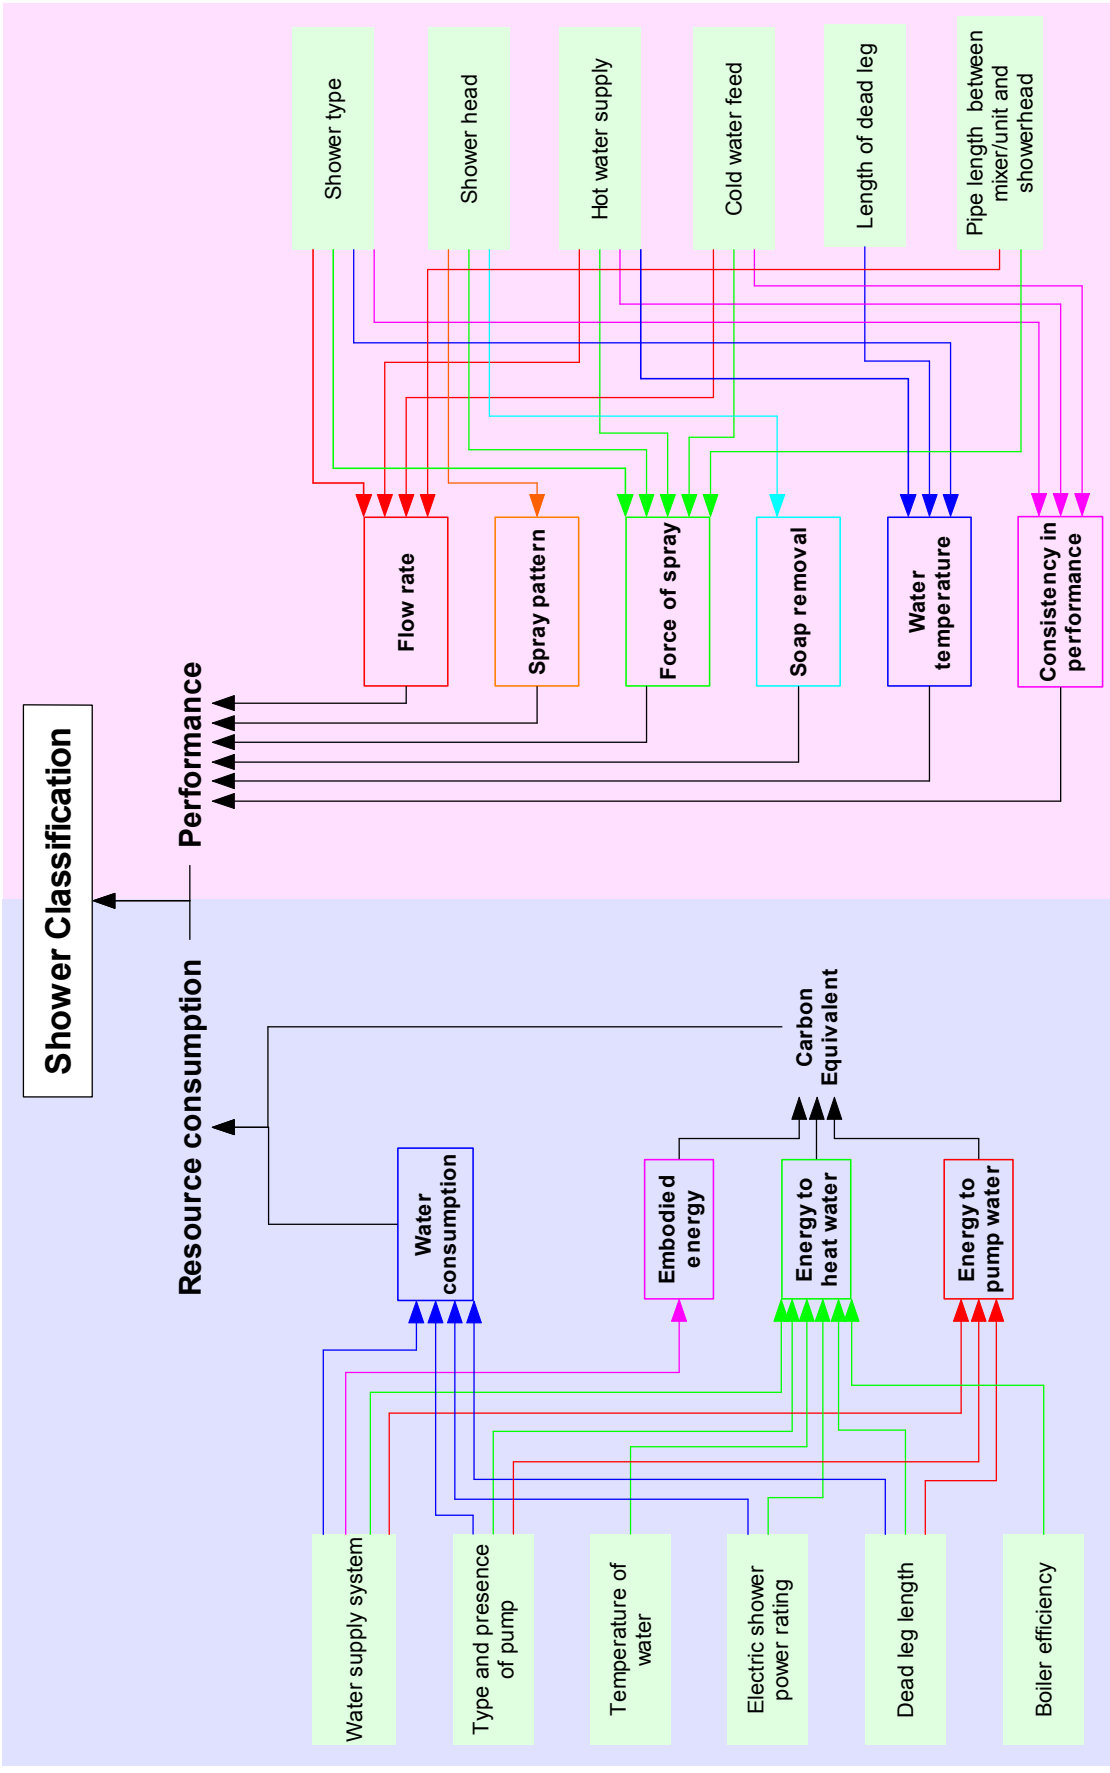 Shower Classification
Resource consumption
Performance
Carbon
Equivalent
Water
consumption
Embodied
energy
Energy to
heat water
Energy to
pump water
Water supply system
Type and presence
of pump
Temperature of
water
Electric shower
power rating
Dead leg length
Boiler efficiency
Flow rate
Spray pattern
Force of spray
Soap removal
Water
temperature
Consistency in
performance
Shower type
Shower head
Hot water supply
Cold water feed
Length of dead leg
Pipe length between
mixer/unit and
showerhead